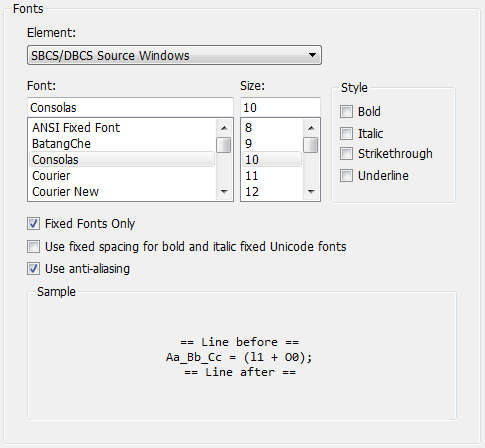 Fonts
Element:
SBCS/DBCS Source Windows
Font:
Consolas
ANSI Fixed Font
BatangChe
Consolas
Courier
Courier New
Size:
10
8
9
10
11
12
Style
Bold
Italic
Strikethrough
Underline
Fixed Fonts Only
Use fixed spacing for bold and italic fixed Unicode fonts
Use anti-aliasing
Sample
== Line before ==
Aa_Bb_Cc = (l1 + O0);
== Line after ==